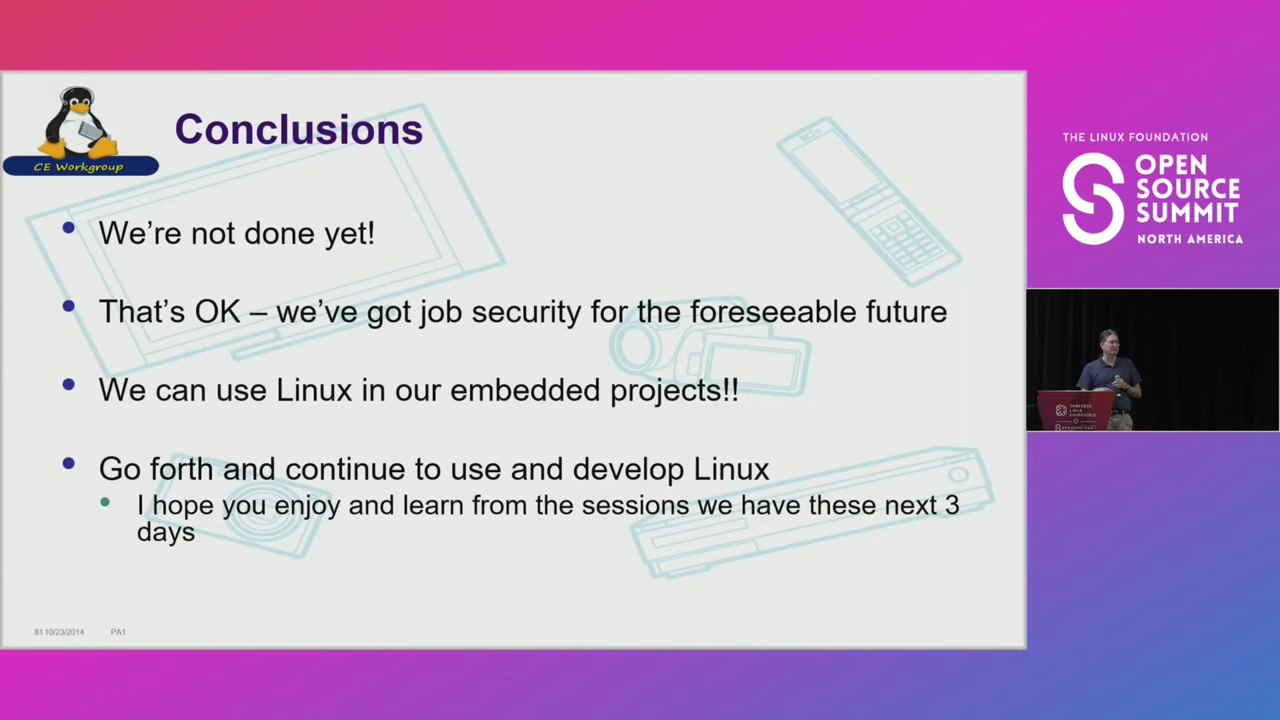 CE Workgroup
Conclusions
We're not done yet!
That's OK – we've got job security for the foreseeable future
We can use Linux in our embedded projects!!
Go forth and continue to use and develop Linux
I hope you enjoy and learn from the sessions we have these next 3
days
81 10/23/2014 PA1
THE LINUX FOUNDATION
OPEN
SOURCE
SUMMIT
NORTH AMERICA
EMBEDDED
LINUX
CONFERENCE